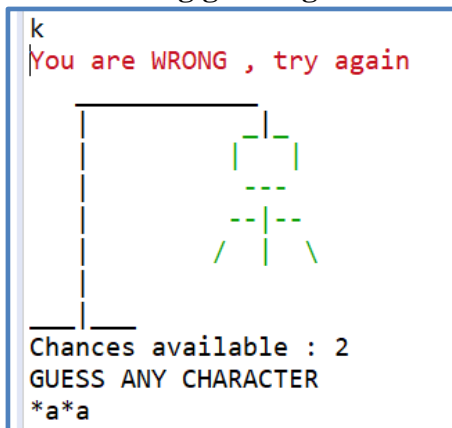 k
You are WRONG , try again
Chances available : 2
GUESS ANY CHARACTER
*a*a